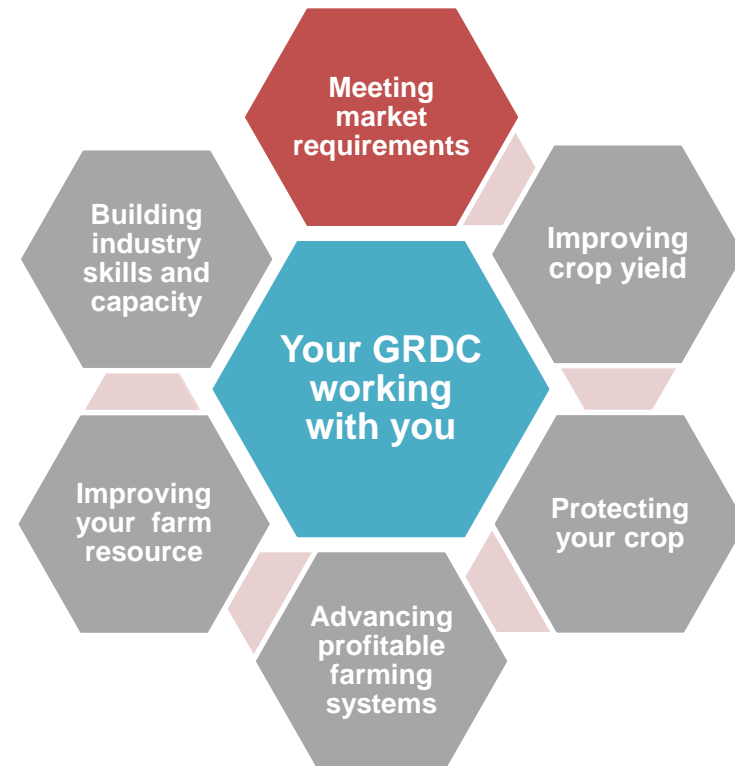 Meeting
market
requirements
Improving
crop yield
Protecting
your crop
Advancing
profitable
farming
systems
Improving
your  farm
resource
Building
industry
skills and
capacity
Your GRDC
working
with you